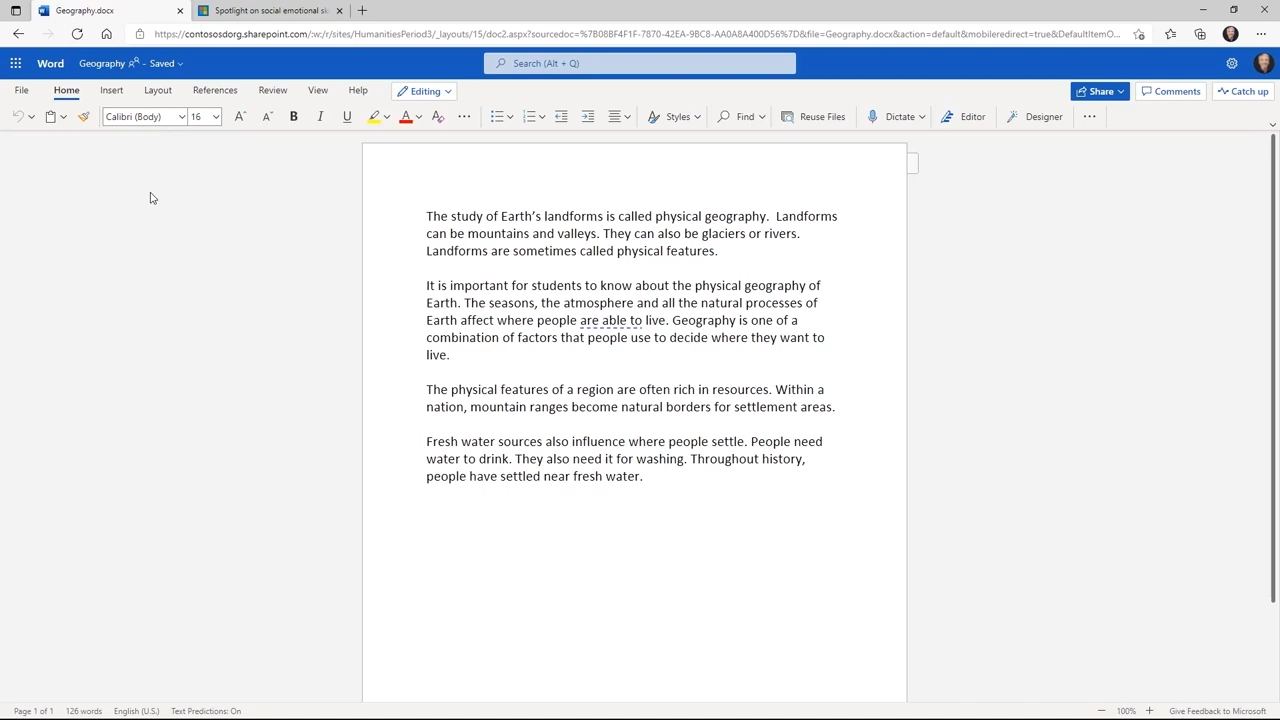 Geography.docx
Spotlight on social emotional sk
https://contososdorg.sharepoint.com/:w:/r/sites/HumanitiesPeriod3/_layouts/15/doc2.aspx?sourcedoc=%7B08BF4F1F-7870-42EA-9BC8-AA0A8A400D56%7D&file=Geography.docx&action=default&mobileredirect=true&DefaultItemO...
Word
Geography - Saved
Search (Alt + Q)
File Home Insert Layout References Review View Help Editing Share Comments Catch up
Calibri (Body) 16 A A B I U A A Styles Find Reuse Files Dictate Editor Designer
The study of Earth’s landforms is called physical geography.  Landforms
can be mountains and valleys. They can also be glaciers or rivers.
Landforms are sometimes called physical features.
It is important for students to know about the physical geography of
Earth. The seasons, the atmosphere and all the natural processes of
Earth affect where people are able to live. Geography is one of a
combination of factors that people use to decide where they want to
live.
The physical features of a region are often rich in resources. Within a
nation, mountain ranges become natural borders for settlement areas.
Fresh water sources also influence where people settle. People need
water to drink. They also need it for washing. Throughout history,
people have settled near fresh water.
Page 1 of 1 126 words English (U.S.) Text Predictions: On 100% Give Feedback to Microsoft